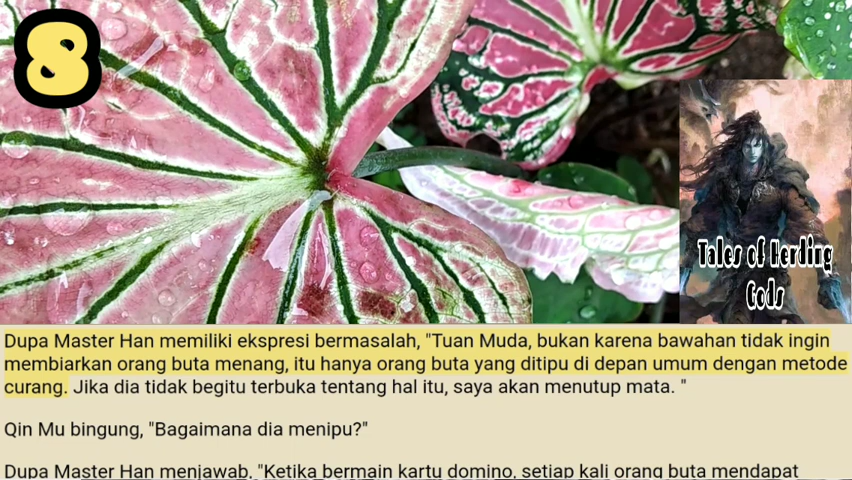 8
Tales of Herding
Gods
Dupa Master Han memiliki ekspresi bermasalah, "Tuan Muda, bukan karena bawahan tidak ingin
membiarkan orang buta menang, itu hanya orang buta yang ditipu di depan umum dengan metode
curang. Jika dia tidak begitu terbuka tentang hal itu, saya akan menutup mata. "
Qin Mu bingung, "Bagaimana dia menipu?"
Dupa Master Han menjawab, "Ketika bermain kartu domino, setiap kali orang buta mendapat